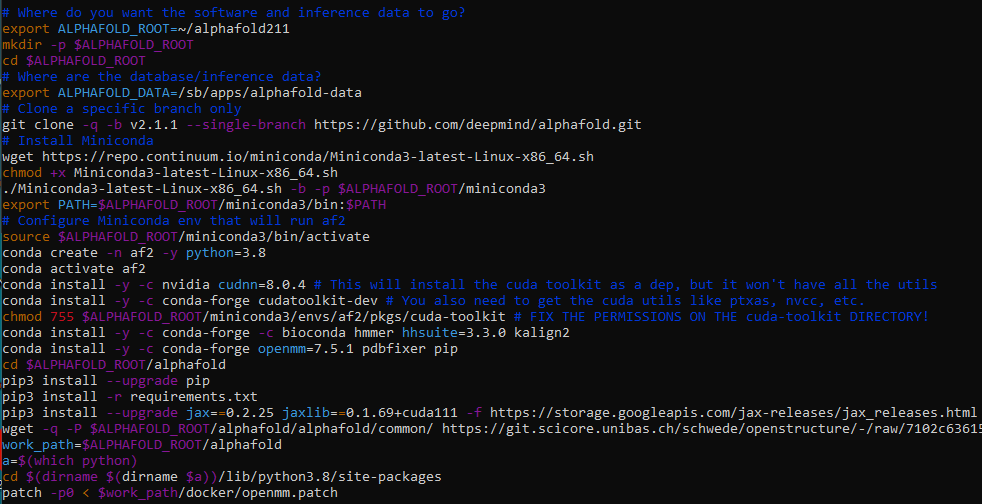 # Where do you want the software and inference data to go?
export ALPHAFOLD_ROOT=~/alphafold211
mkdir -p $ALPHAFOLD_ROOT
cd $ALPHAFOLD_ROOT
# Where are the database/inference data?
export ALPHAFOLD_DATA=/sb/apps/alphafold-data
# Clone a specific branch only
git clone -q -b v2.1.1 --single-branch https://github.com/deepmind/alphafold.git
# Install Miniconda
wget https://repo.continuum.io/miniconda/Miniconda3-latest-Linux-x86_64.sh
chmod +x Miniconda3-latest-Linux-x86_64.sh
./Miniconda3-latest-Linux-x86_64.sh -b -p $ALPHAFOLD_ROOT/miniconda3
export PATH=$ALPHAFOLD_ROOT/miniconda3/bin:$PATH
# Configure Miniconda env that will run af2
source $ALPHAFOLD_ROOT/miniconda3/bin/activate
conda create -n af2 -y python=3.8
conda activate af2
conda install -y -c nvidia cudnn=8.0.4 # This will install the cuda toolkit as a dep, but it won't have all the utils
conda install -y -c conda-forge cudatoolkit-dev # You also need to get the cuda utils like ptxas, nvcc, etc.
chmod 755 $ALPHAFOLD_ROOT/miniconda3/envs/af2/pkgs/cuda-toolkit # FIX THE PERMISSIONS ON THE cuda-toolkit DIRECTORY!
conda install -y -c conda-forge -c bioconda hmmer hhsuite=3.3.0 kalign2
conda install -y -c conda-forge openmm=7.5.1 pdbfixer pip
cd $ALPHAFOLD_ROOT/alphafold
pip3 install --upgrade pip
pip3 install -r requirements.txt
pip3 install --upgrade jax==0.2.25 jaxlib==0.1.69+cuda111 -f https://storage.googleapis.com/jax-releases/jax_releases.html
wget -q -P $ALPHAFOLD_ROOT/alphafold/alphafold/common/ https://git.scicore.unibas.ch/schwede/openstructure/-/raw/7102c63615
work_path=$ALPHAFOLD_ROOT/alphafold
a=$(which python)
cd $(dirname $(dirname $a))/lib/python3.8/site-packages
patch -p0 < $work_path/docker/openmm.patch